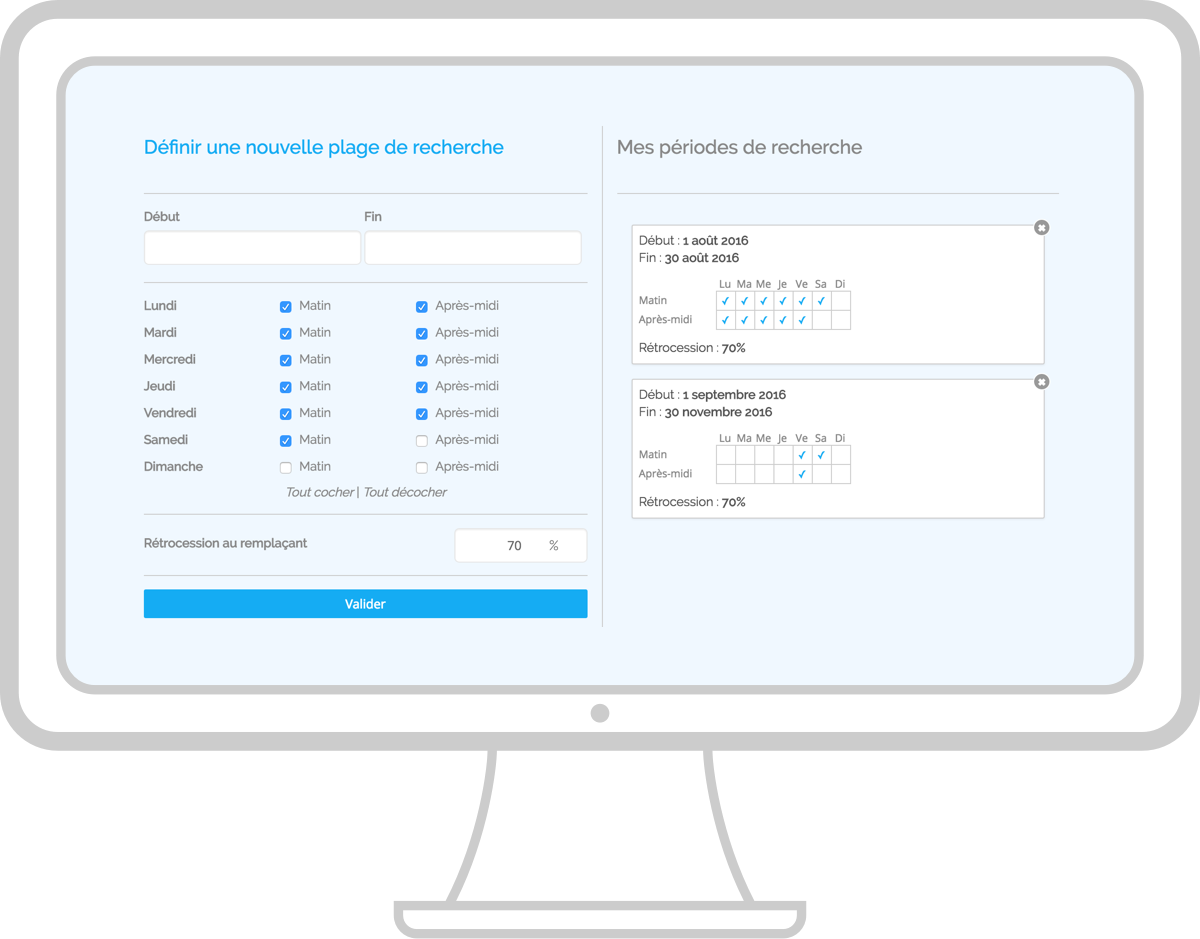 Définir une nouvelle plage de recherche
Début Fin
Lundi Matin Après-midi
Mardi Matin Après-midi
Mercredi Matin Après-midi
Jeudi Matin Après-midi
Vendredi Matin Après-midi
Samedi Matin Après-midi
Dimanche Matin Après-midi
Tout cocher | Tout décocher
Rétrocession au remplaçant 70 %
Valider
Mes périodes de recherche
Début : 1 août 2016
Fin : 30 août 2016
Lu Ma Me Je Ve Sa Di
Matin
Après-midi
Rétrocession : 70%
Début : 1 septembre 2016
Fin : 30 novembre 2016
Lu Ma Me Je Ve Sa Di
Matin
Après-midi
Rétrocession : 70%